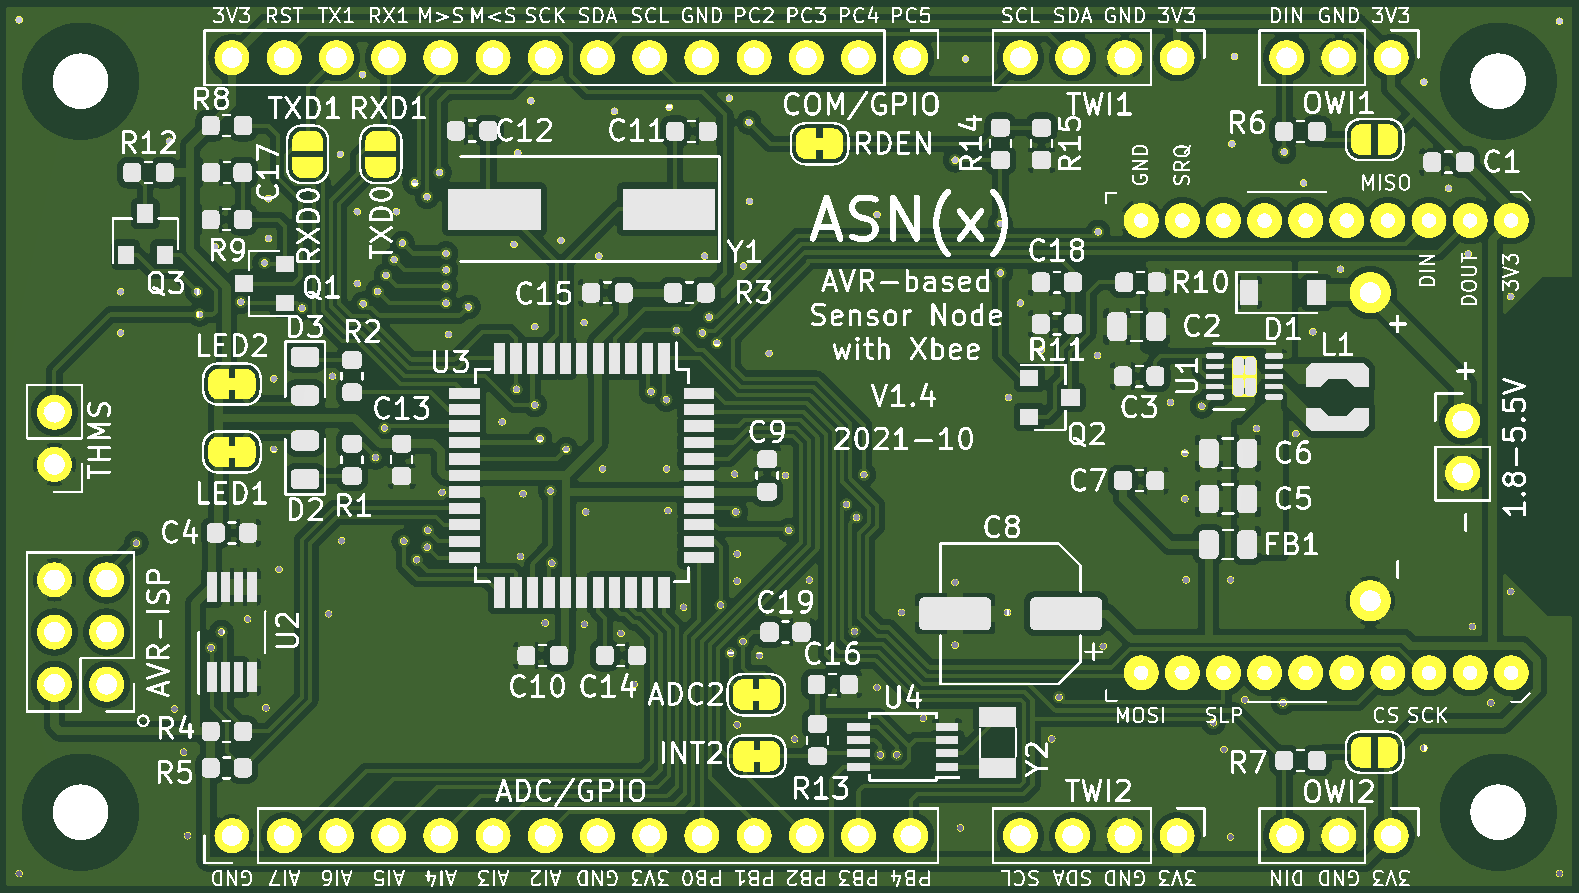 3V3 RST TX1 RX1 M>S M<S SCK SDA SCL GND PC2 PC3 PC4 PC5
SCL SDA GND 3V3
DIN GND 3V3
R8
TXD1 RXD1
COM/GPIO
TWI1
OWI1
R12
C17
C12
C11
RDEN
R14
R15
R6
C1
GND
SRQ
MISO
RXD0
TXD0
ASN(x)
R9
Y1
Q3
Q1
C15
R3
C18
R10
DIN
DOUT
3V3
AVR-based
Sensor Node
with Xbee
V1.4
2021-10
D3
R2
LED2
U3
R11
C2
D1
+
L1
U1
+
C3
C13
THMS
C9
Q2
LED1
D2
R1
C7
C6
C5
1.8-5.5V
-
C4
C8
FB1
-
AVR-ISP
U2
C19
C16
+
C10 C14
ADC2
U4
MOSI
SLP
CS SCK
R4
INT2
Y2
R5
R13
R7
ADC/GPIO
TWI2
OWI2
GND AI7 AI6 AI5 AI4 AI3 AI2 GND 3V3 PB0 PB1 PB2 PB3 PB4
SCL SDA GND 3V3
DIN GND 3V3